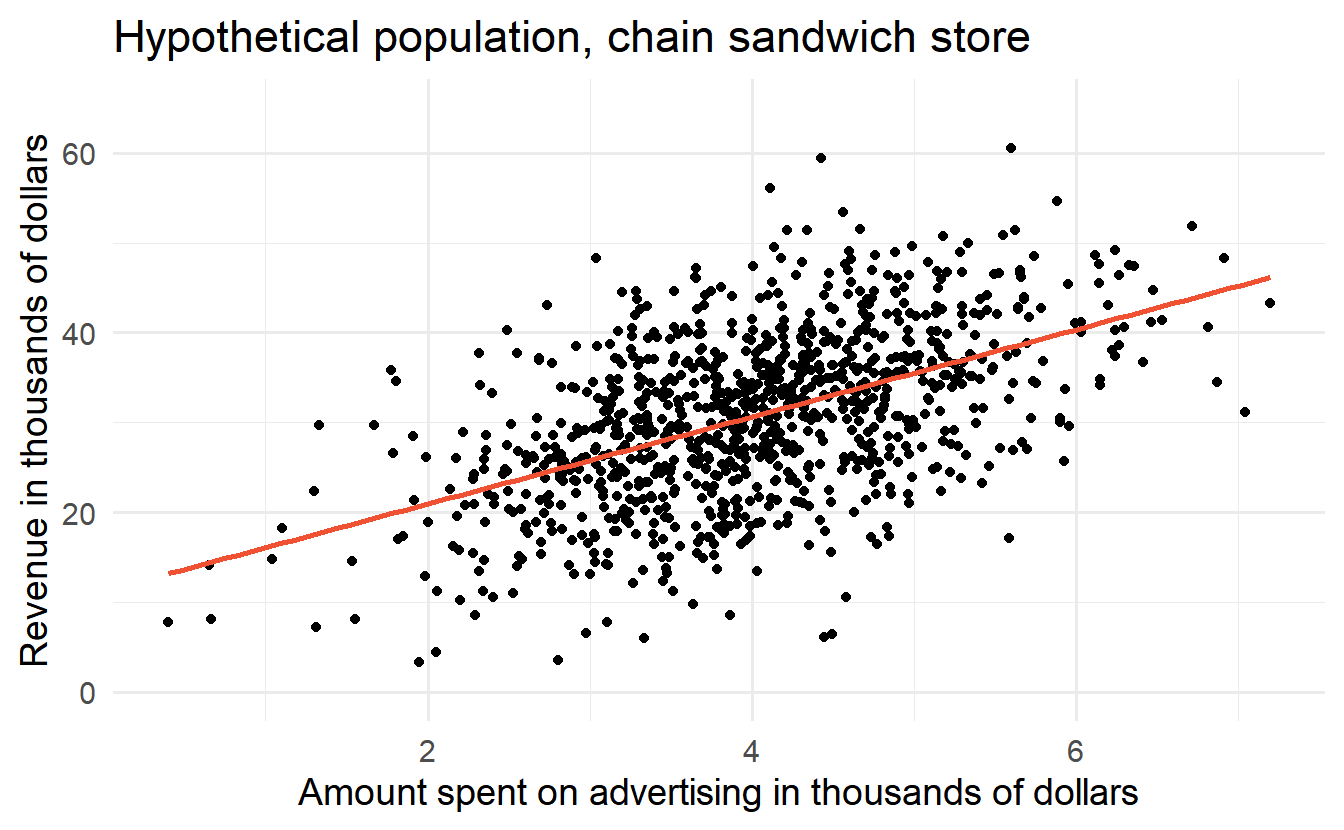 Hypothetical population, chain sandwich store
Revenue in thousands of dollars
60
40
20
0
2 4 6
Amount spent on advertising in thousands of dollars